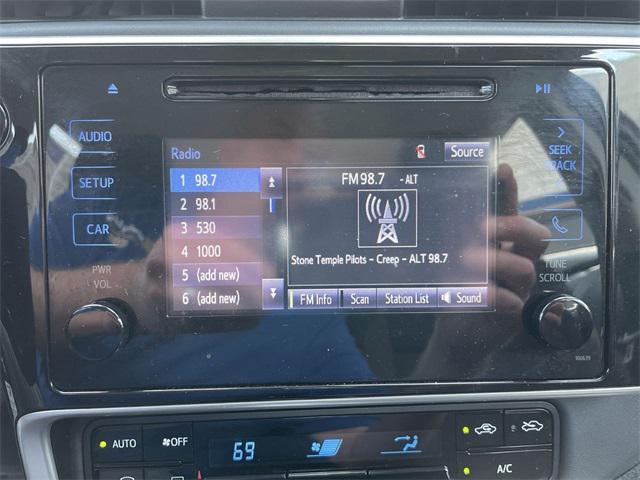 AUDIO
SETUP
CAR
PWR
VOL
Radio
Source
1 98.7
2 98.1
3 530
4 1000
5 (add new)
6 (add new)
FM 98.7 - ALT
Stone Temple Pilots - Creep - ALT 98.7
FM Info
Scan
Station List
Sound
SEEK
TRACK
TUNE
SCROLL
100619
AUTO
OFF
69
A/C